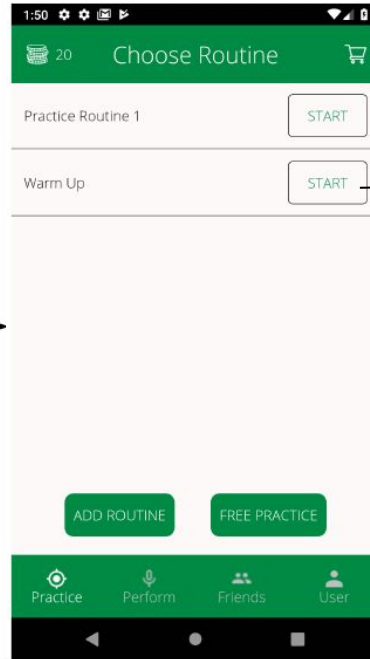 1:50
20 Choose Routine
Practice Routine 1 START
Warm Up START
ADD ROUTINE FREE PRACTICE
Practice Perform Friends User